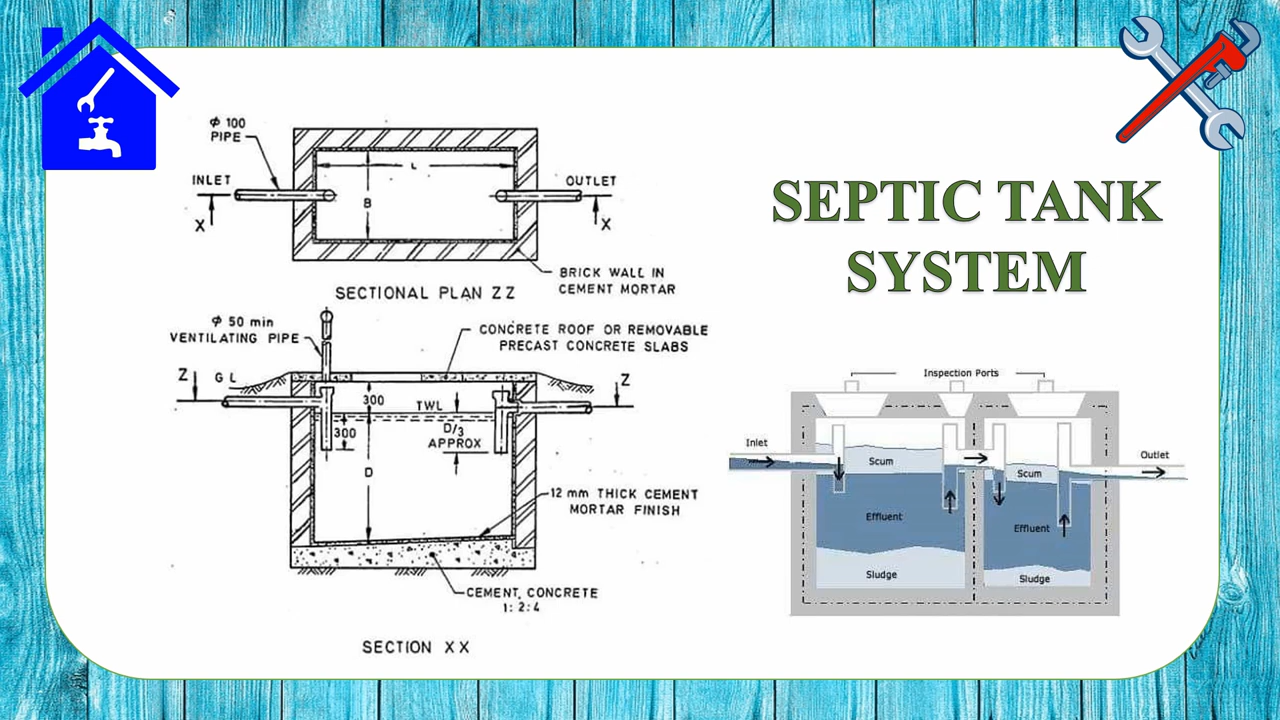 SEPTIC TANK
SYSTEM
φ 100
PIPE
INLET
X
L
B
OUTLET
X
BRICK WALL IN
CEMENT MORTAR
SECTIONAL PLAN ZZ
φ 50 min
VENTILATING PIPE
CONCRETE ROOF OR REMOVABLE
PRECAST CONCRETE SLABS
Z
G L
Z
300
TWL
300
D/3
APPROX
D
12 mm THICK CEMENT
MORTAR FINISH
CEMENT CONCRETE
1:2:4
SECTION XX
Inspection Ports
Inlet
Scum
Scum
Outlet
Effluent
Effluent
Sludge
Sludge